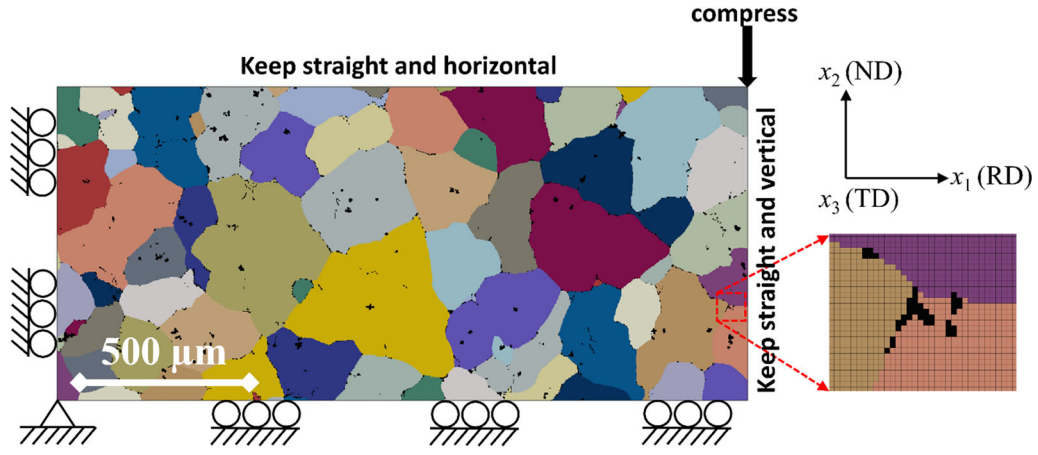 compress
Keep straight and horizontal
x₂ (ND)
Keep straight and vertical
x₁ (RD)
x₃ (TD)
500 μm